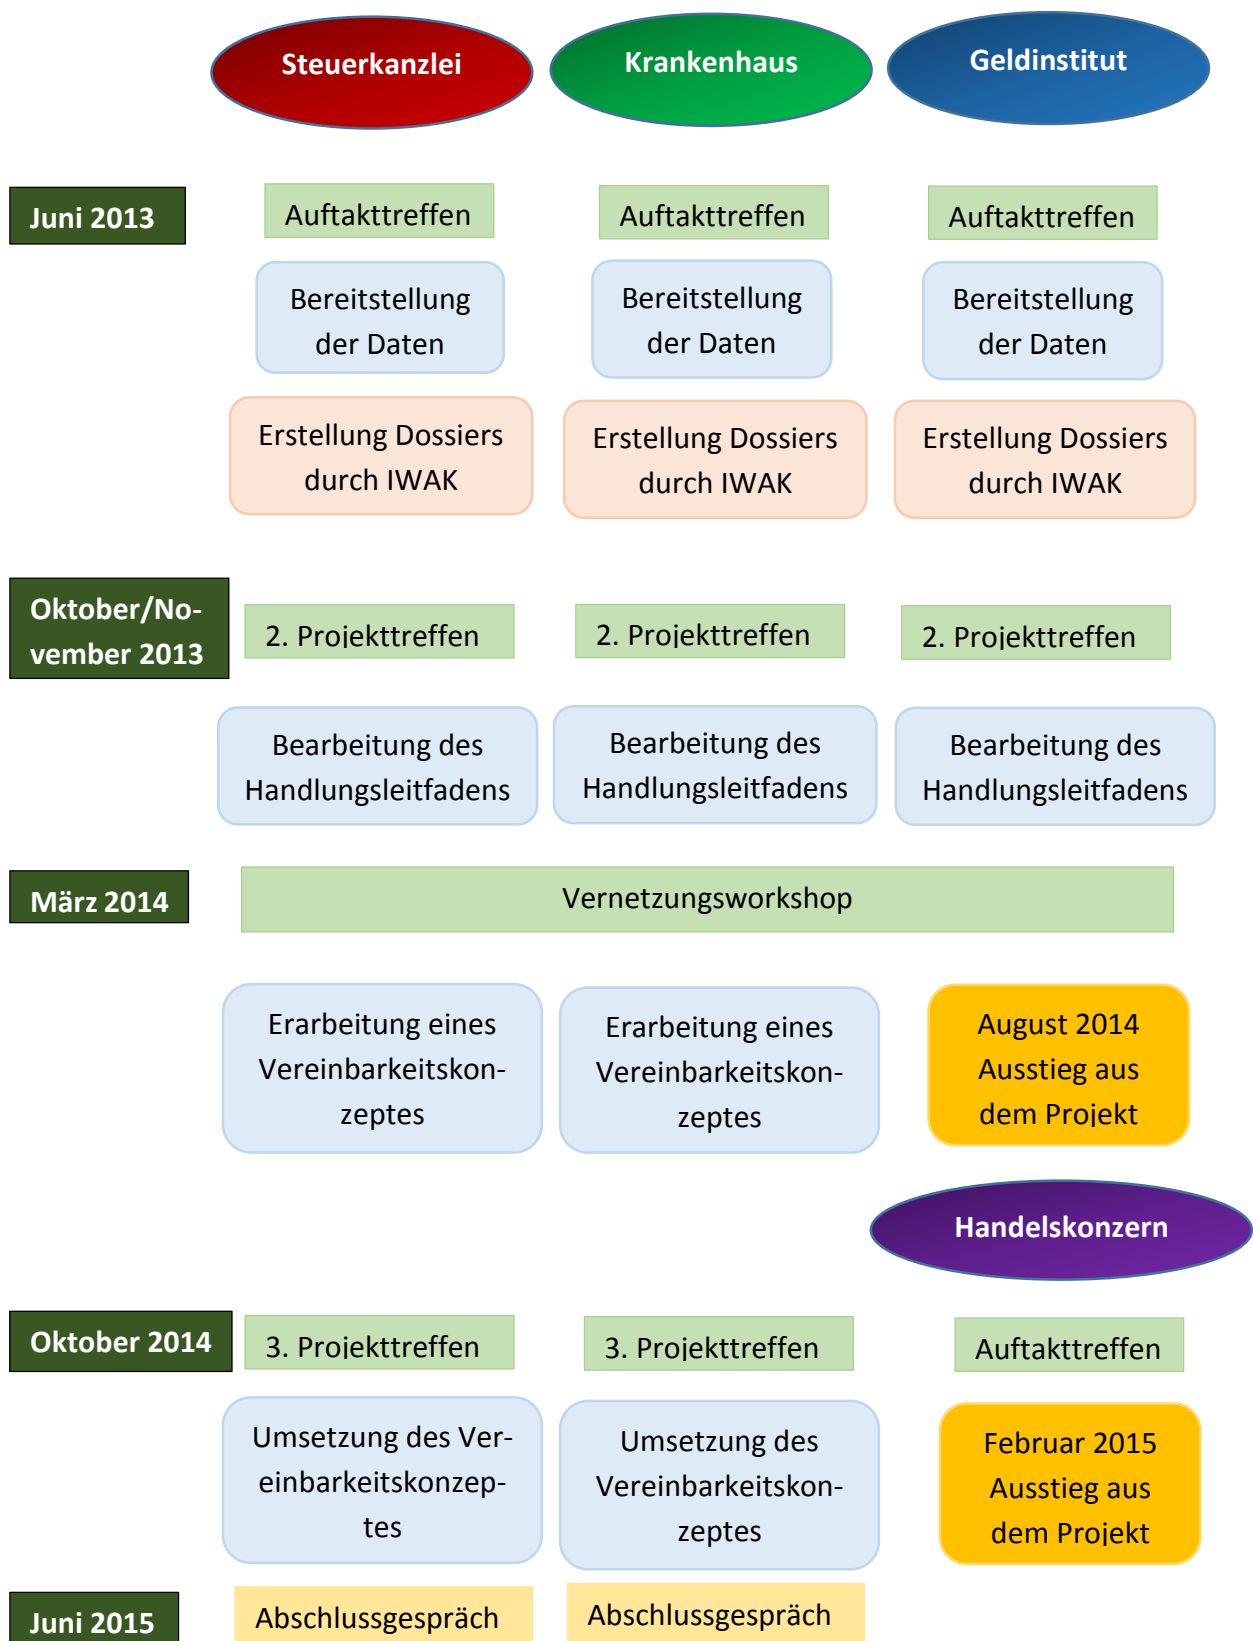 Steuerkanzlei
Krankenhaus
Geldinstitut
Juni 2013
Auftakttreffen
Auftakttreffen
Auftakttreffen
Bereitstellung
der Daten
Bereitstellung
der Daten
Bereitstellung
der Daten
Erstellung Dossiers
durch IWAK
Erstellung Dossiers
durch IWAK
Erstellung Dossiers
durch IWAK
Oktober/No-
vember 2013
2. Projekttreffen
2. Projekttreffen
2. Projekttreffen
Bearbeitung des
Handlungsleitfadens
Bearbeitung des
Handlungsleitfadens
Bearbeitung des
Handlungsleitfadens
März 2014
Vernetzungsworkshop
Erarbeitung eines
Vereinbarkeitskon-
zeptes
Erarbeitung eines
Vereinbarkeitskon-
zeptes
August 2014
Ausstieg aus
dem Projekt
Handelskonzern
Oktober 2014
3. Projekttreffen
3. Projekttreffen
Auftakttreffen
Umsetzung des Ver-
einbarkeitskonzep-
tes
Umsetzung des
Vereinbarkeitskon-
zeptes
Februar 2015
Ausstieg aus
dem Projekt
Juni 2015
Abschlussgespräch
Abschlussgespräch